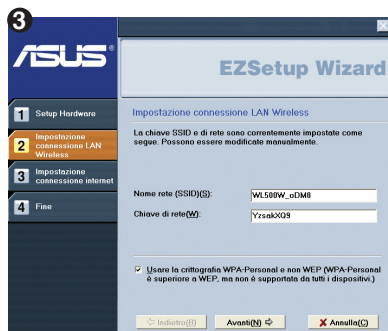 3
ASUS
EZSetup Wizard
1 Setup Hardware
2 Impostazione
connessione LAN
Wireless
3 Impostazione
connessione internet
4 Fine
Impostazione connessione LAN Wireless
La chiave SSID e di rete sono correntemente impostate come
segue. Possono essere modificate manualmente.
Nome rete (SSID)(S):
WL500W_oDM8
Chiave di rete(W):
YzsakXQ9
Usare la crittografia WPA-Personal e non WEP (WPA-Personal
è superiore a WEP, ma non è supportata da tutti i dispositivi.)
Indietro(B)
Avanti(N)
Annulla(C)